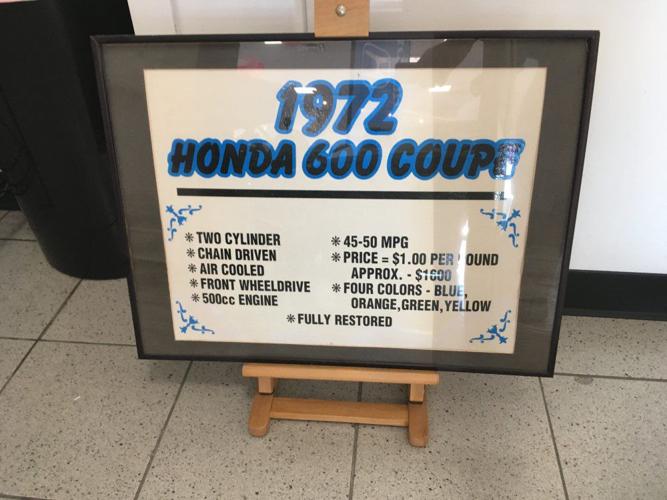 1972
HONDA 600 COUPE
* TWO CYLINDER
* CHAIN DRIVEN
* AIR COOLED
* FRONT WHEELDRIVE
* 500cc ENGINE
* 45-50 MPG
* PRICE = $1.00 PER POUND
APPROX. - $1600
* FOUR COLORS - BLUE,
ORANGE,GREEN,YELLOW
* FULLY RESTORED